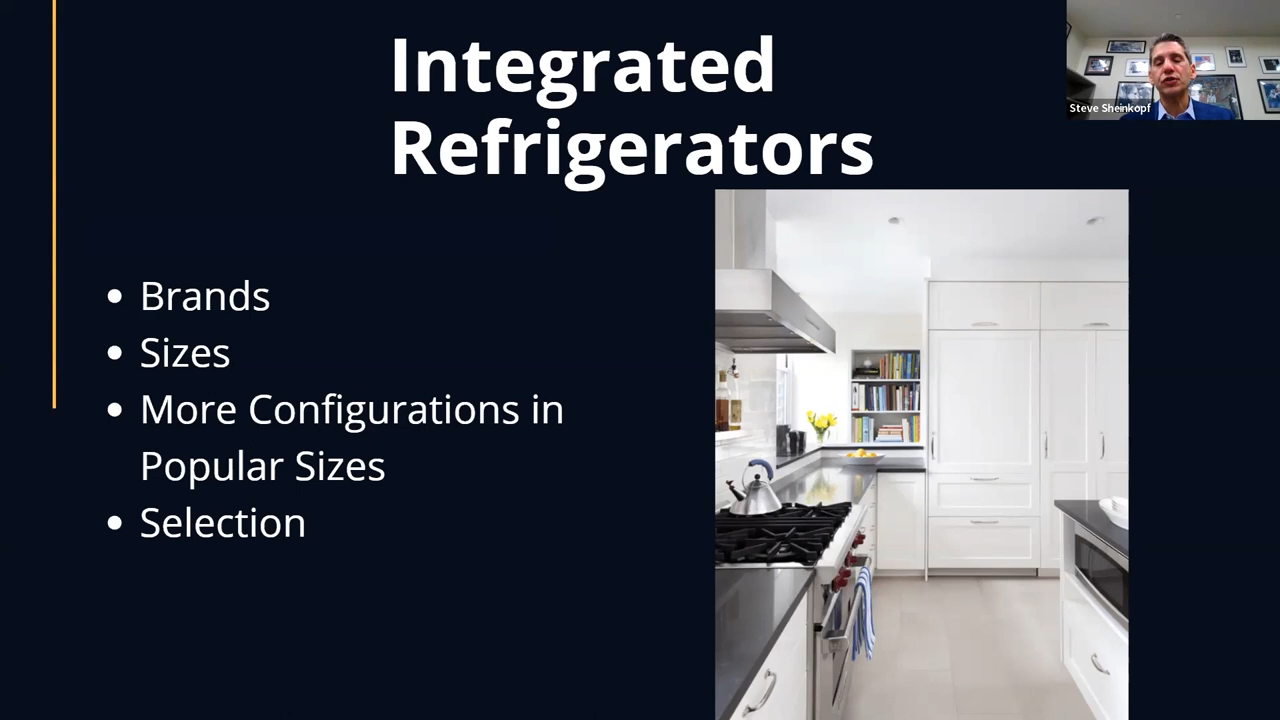 Integrated
Refrigerators
Steve Sheinkopf
Brands
Sizes
More Configurations in
Popular Sizes
Selection